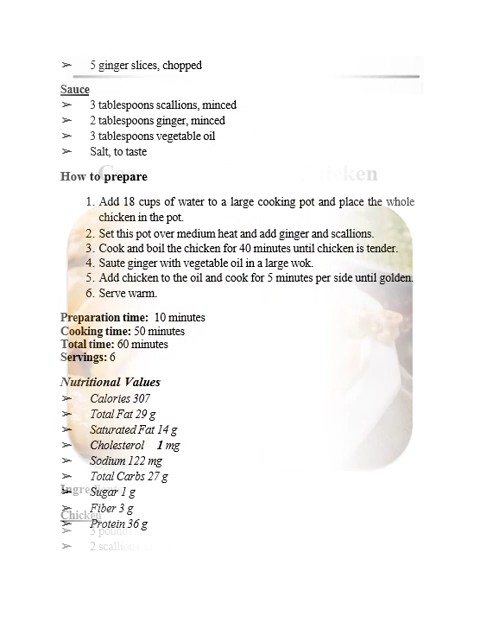 ➢ 5 ginger slices, chopped
Sauce
➢ 3 tablespoons scallions, minced
➢ 2 tablespoons ginger, minced
➢ 3 tablespoons vegetable oil
➢ Salt, to taste
How to prepare
1. Add 18 cups of water to a large cooking pot and place the whole
chicken in the pot.
2. Set this pot over medium heat and add ginger and scallions.
3. Cook and boil the chicken for 40 minutes until chicken is tender.
4. Saute ginger with vegetable oil in a large wok.
5. Add chicken to the oil and cook for 5 minutes per side until golden.
6. Serve warm.
Preparation time: 10 minutes
Cooking time: 50 minutes
Total time: 60 minutes
Servings: 6
Nutritional Values
➢ Calories 307
➢ Total Fat 29 g
➢ Saturated Fat 14 g
➢ Cholesterol 1 mg
➢ Sodium 122 mg
➢ Total Carbs 27 g
➢ Sugar 1 g
➢ Fiber 3 g
Chicken
➢ Protein 36 g
➢ 2